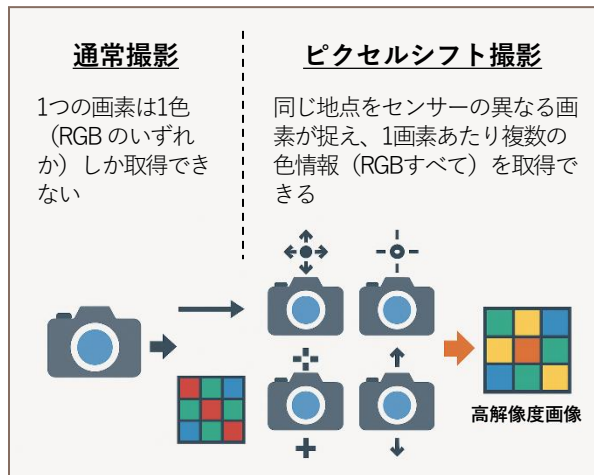 通常撮影
1つの画素は1色
（RGB のいずれ
か）しか取得でき
ない
ピクセルシフト撮影
同じ地点をセンサーの異なる画
素が捉え、1画素あたり複数の
色情報（RGBすべて）を取得で
きる
高解像度画像